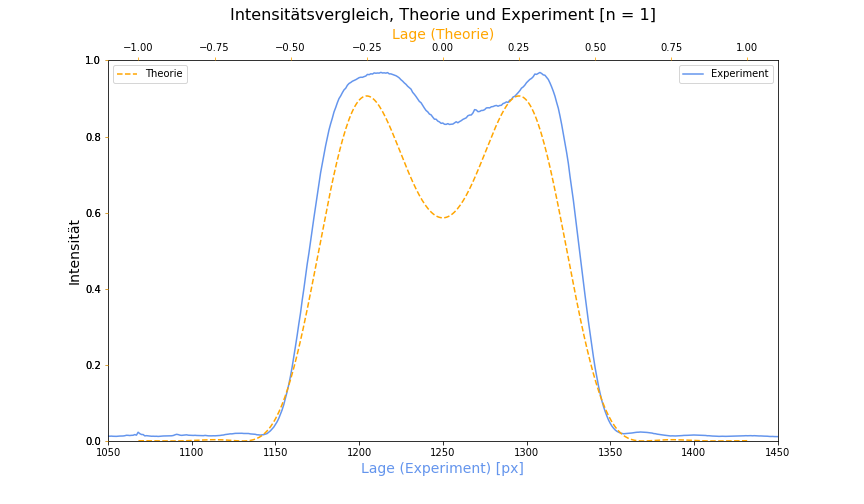 Intensitätsvergleich, Theorie und Experiment [n = 1]
Lage (Theorie)
−1.00 −0.75 −0.50 −0.25 0.00 0.25 0.50 0.75 1.00
1.0
Theorie
Experiment
0.8
0.6
Intensität
0.4
0.2
0.0
1050 1100 1150 1200 1250 1300 1350 1400 1450
Lage (Experiment) [px]